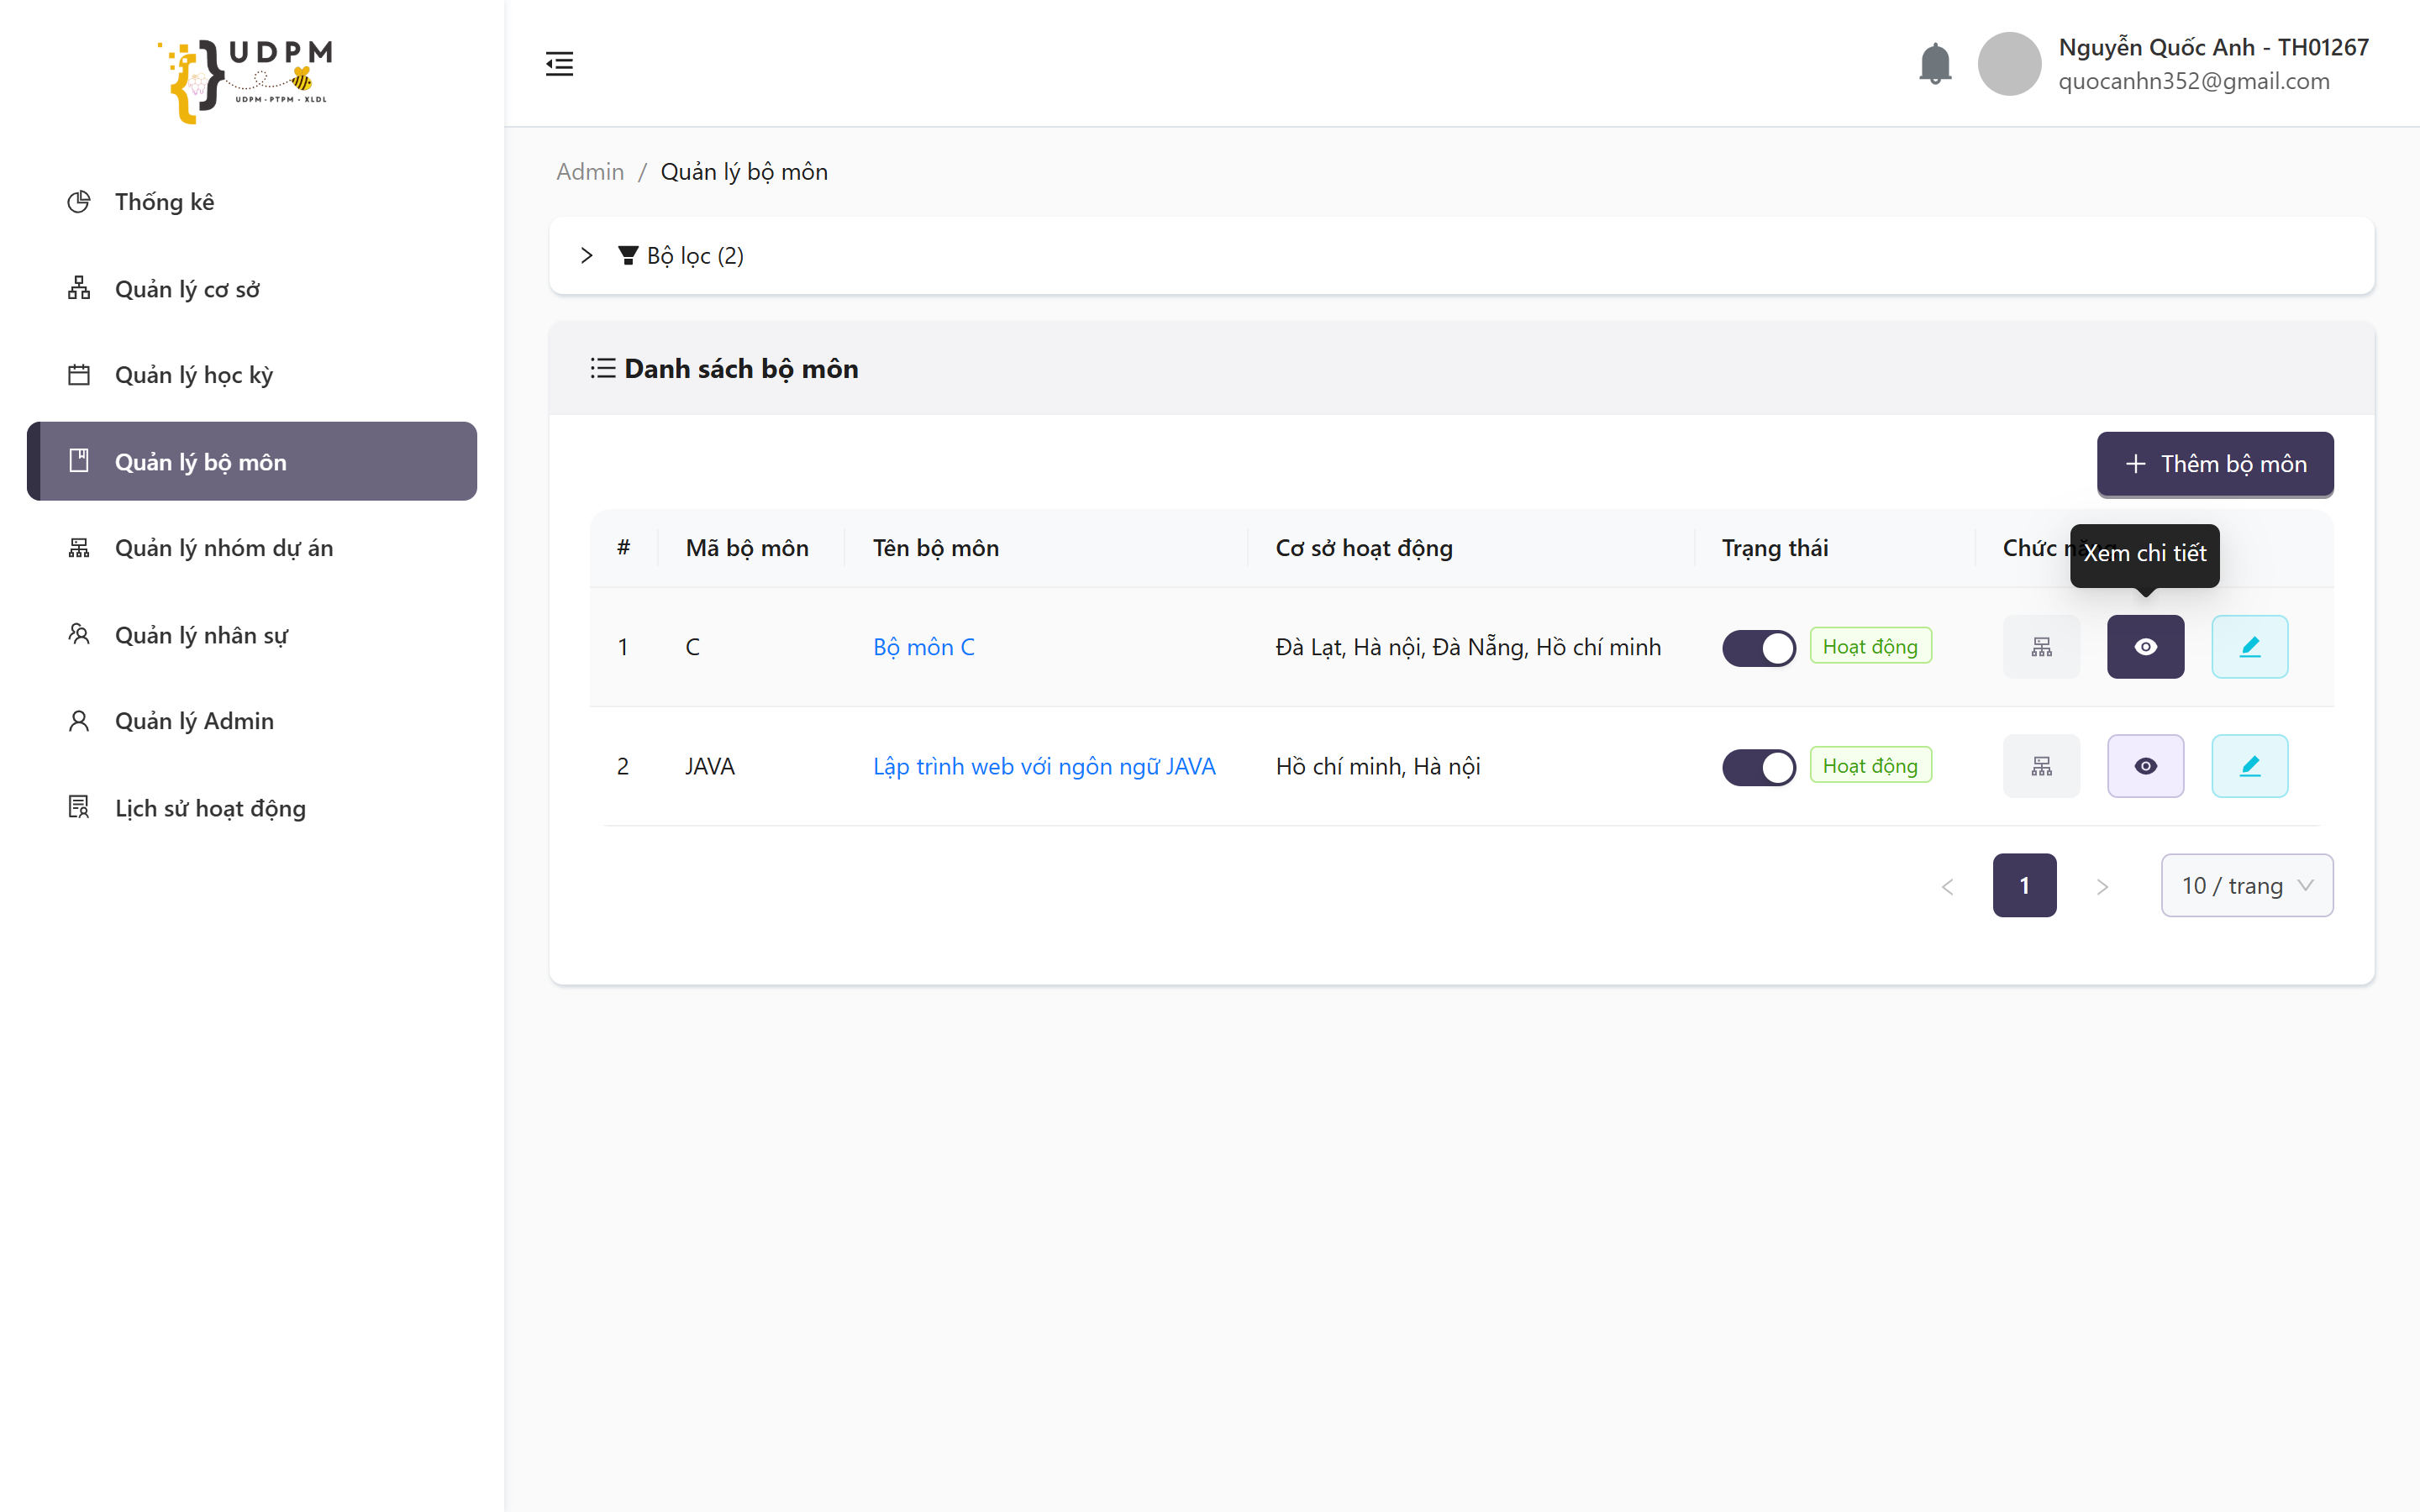 UDPM
UDPM - PTPM - XLDL
Nguyễn Quốc Anh - TH01267
quocanhn352@gmail.com
Thống kê
Quản lý cơ sở
Quản lý học kỳ
Quản lý bộ môn
Quản lý nhóm dự án
Quản lý nhân sự
Quản lý Admin
Lịch sử hoạt động
Admin / Quản lý bộ môn
Bộ lọc (2)
Danh sách bộ môn
+ Thêm bộ môn
# Mã bộ môn Tên bộ môn Cơ sở hoạt động Trạng thái Chức năng
Xem chi tiết
1 C Bộ môn C Đà Lạt, Hà nội, Đà Nẵng, Hồ chí minh Hoạt động
2 JAVA Lập trình web với ngôn ngữ JAVA Hồ chí minh, Hà nội Hoạt động
< 1 > 10 / trang